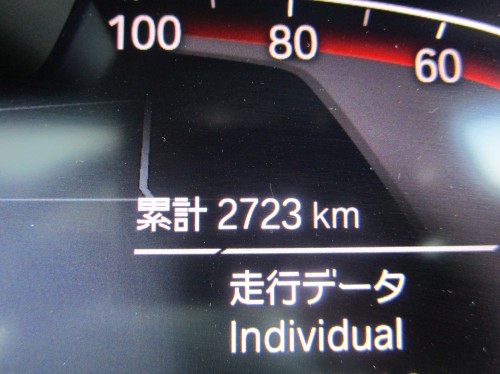 100 80 60
累計 2723 km
走行データ
Individual